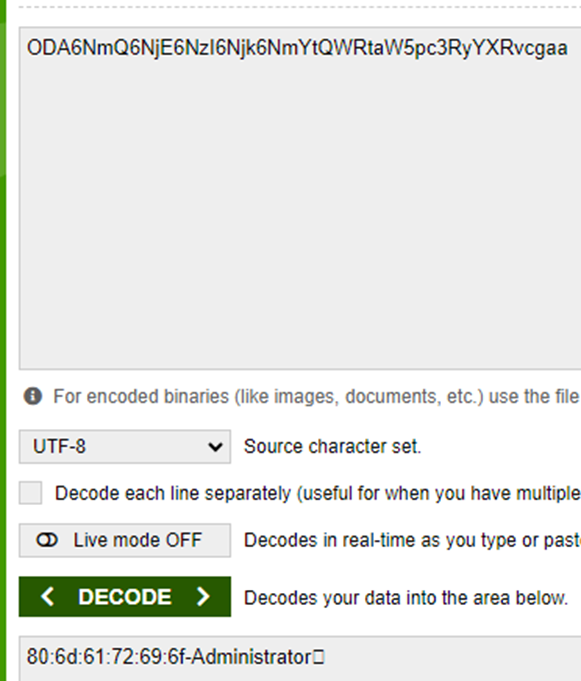 ODA6NmQ6NjE6NzI6Njk6NmYtQWRtaW5pc3RyYXRvcgaa
For encoded binaries (like images, documents, etc.) use the file
UTF-8 Source character set.
Decode each line separately (useful for when you have multiple
Live mode OFF Decodes in real-time as you type or past
< DECODE > Decodes your data into the area below.
80:6d:61:72:69:6f-Administrator□